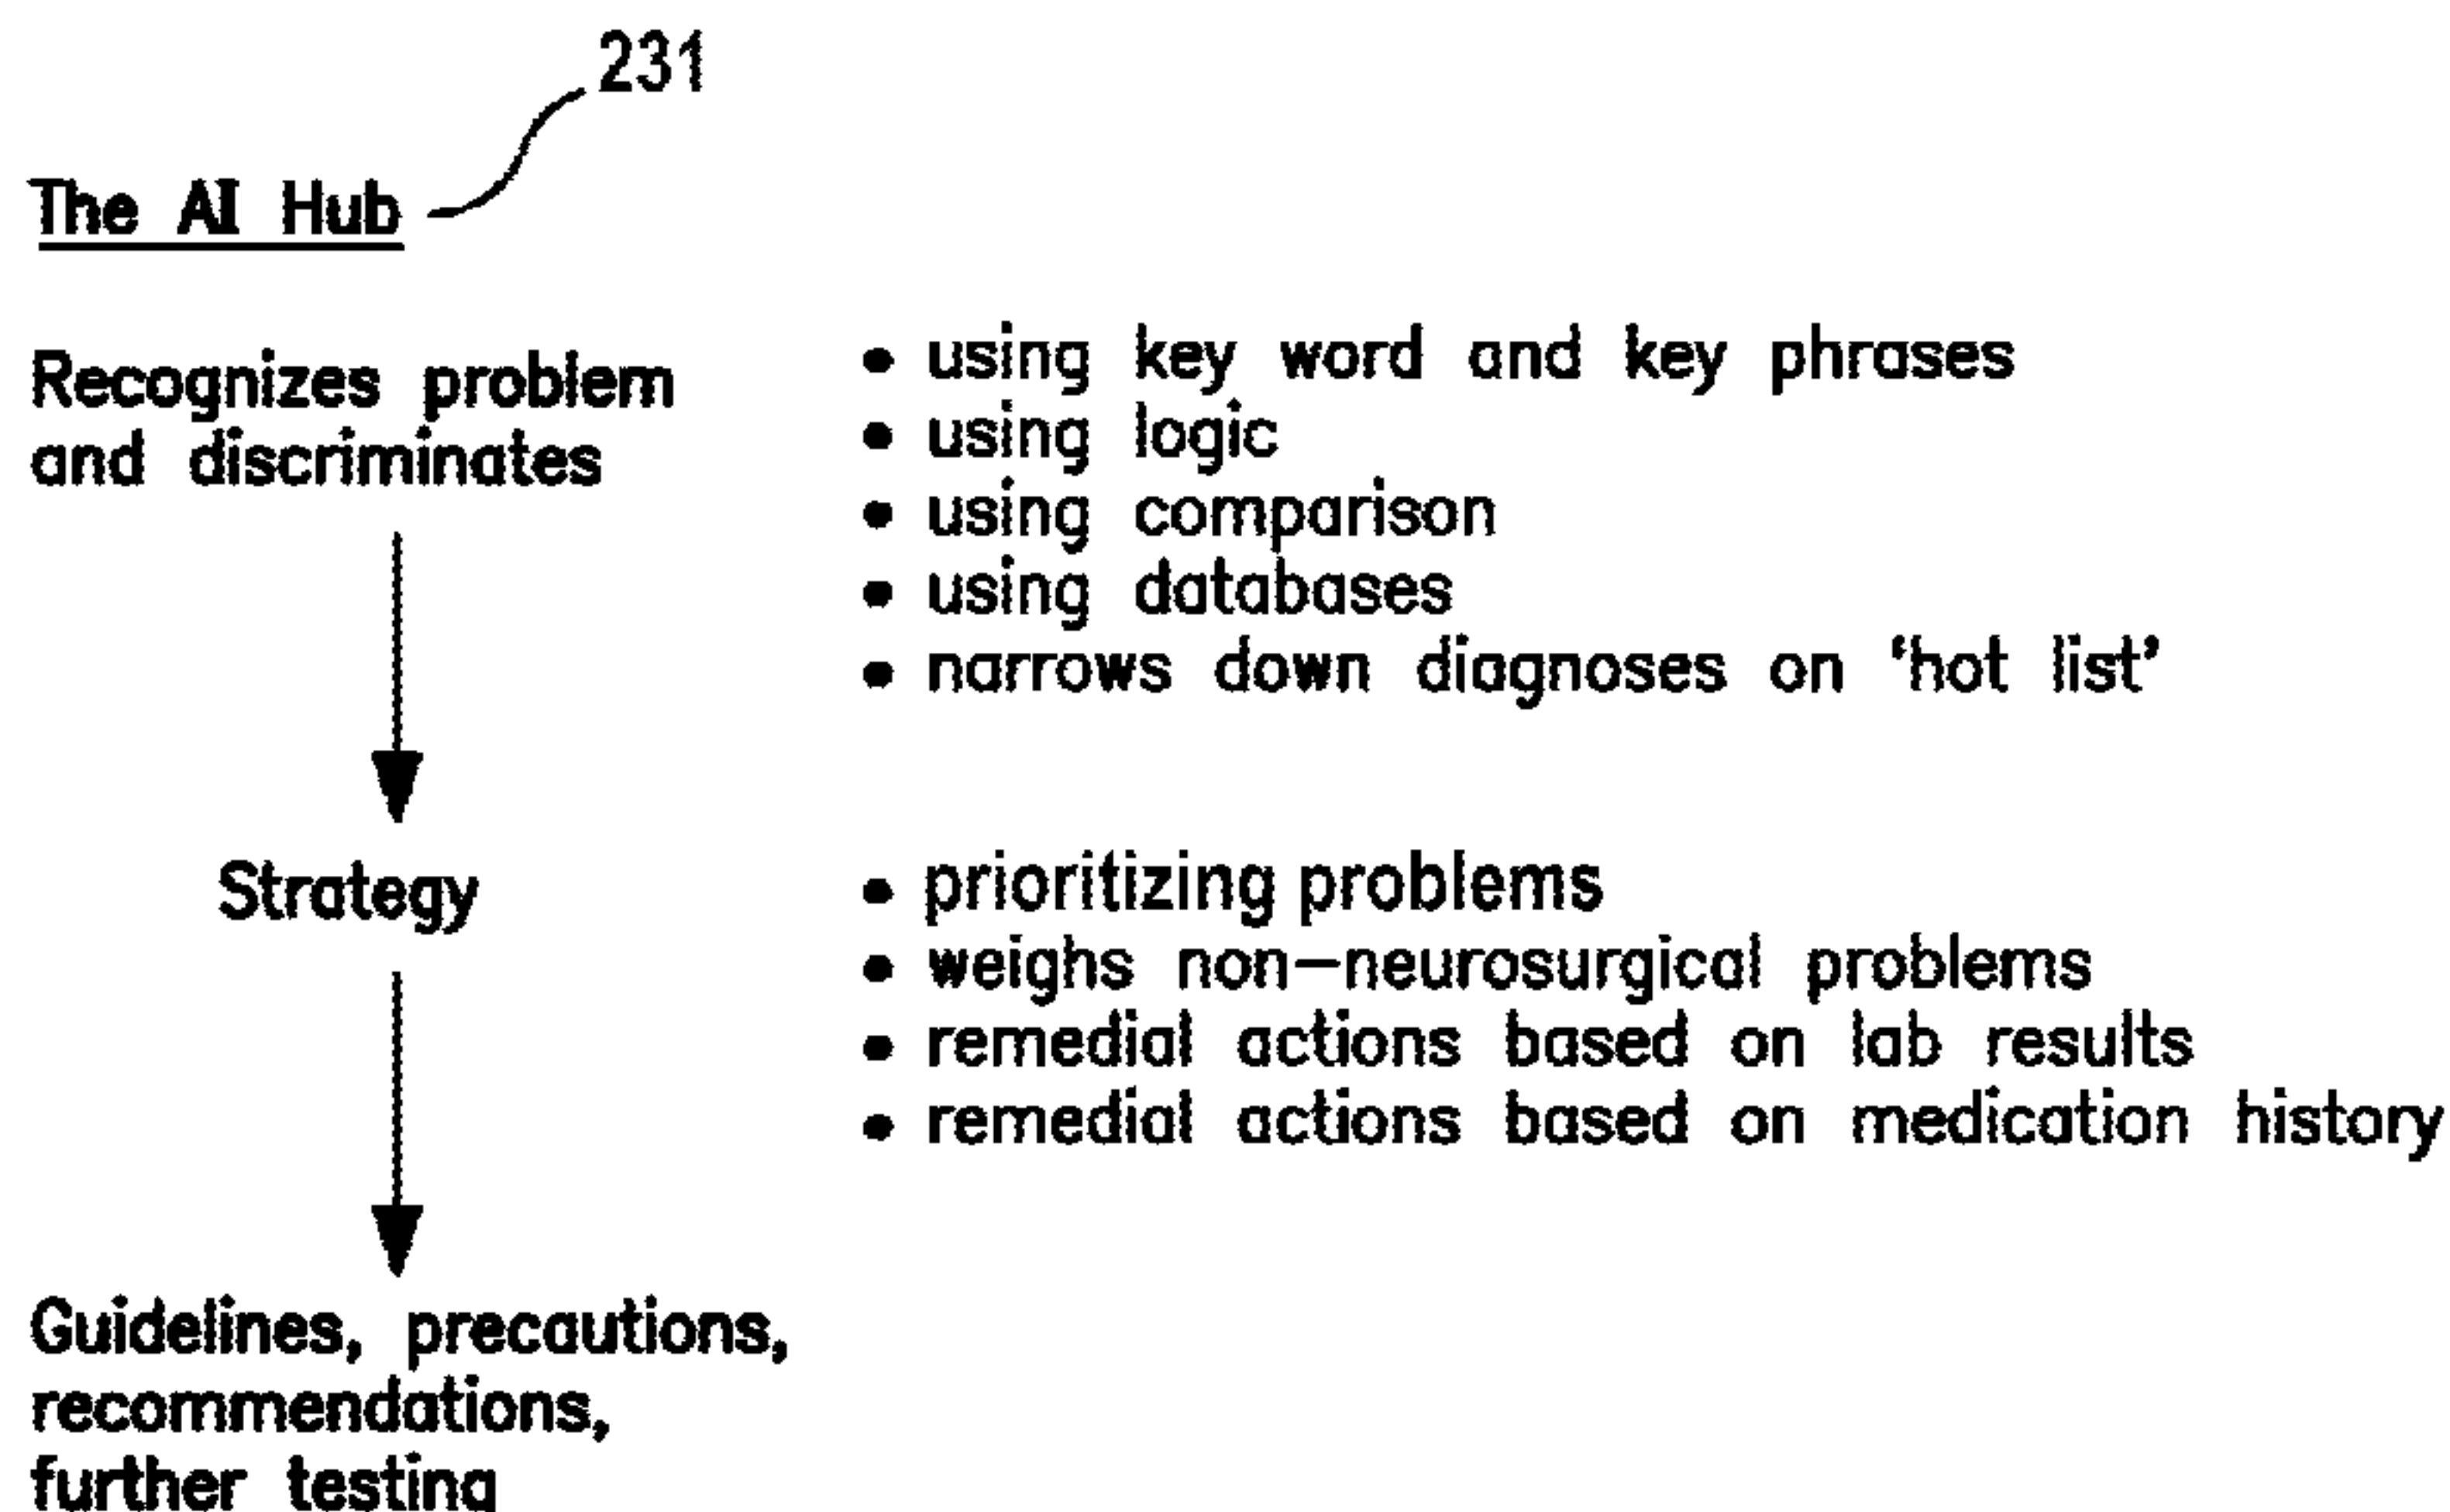 231
The AI Hub
Recognizes problem
and discriminates
• using key word and key phrases
• using logic
• using comparison
• using databases
• narrows down diagnoses on ‘hot list’
Strategy
• prioritizing problems
• weighs non-neurosurgical problems
• remedial actions based on lab results
• remedial actions based on medication history
Guidelines, precautions,
recommendations,
further testing